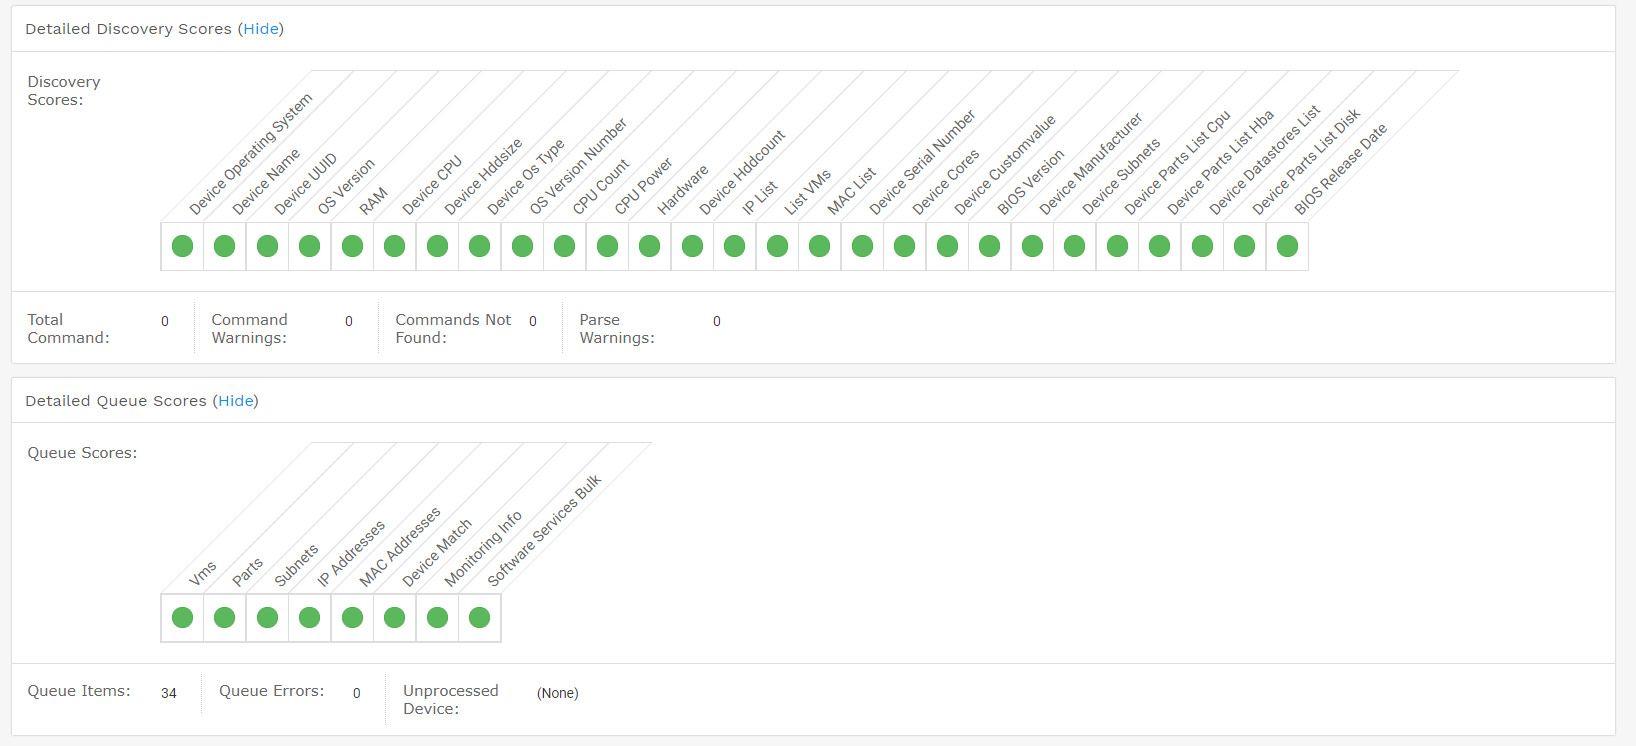 Detailed Discovery Scores (Hide)
Discovery
Scores:
Device Operating System
Device Name
Device UUID
OS Version
RAM
Device CPU
Device Hddsize
Device Os Type
OS Version Number
CPU Count
CPU Power
Hardware
Device Hddcount
IP List
List VMs
MAC List
Device Serial Number
Device Cores
Device Customvalue
BIOS Version
Device Manufacturer
Device Subnets
Device Parts List Cpu
Device Parts List Hba
Device Datastores List
Device Parts List Disk
BIOS Release Date
Total
Command:
0
Command
Warnings:
0
Commands Not
Found:
0
Parse
Warnings:
0
Detailed Queue Scores (Hide)
Queue Scores:
Vms
Parts
Subnets
IP Addresses
MAC Addresses
Device Match
Monitoring Info
Software Services Bulk
Queue Items:
34
Queue Errors:
0
Unprocessed
Device:
(None)